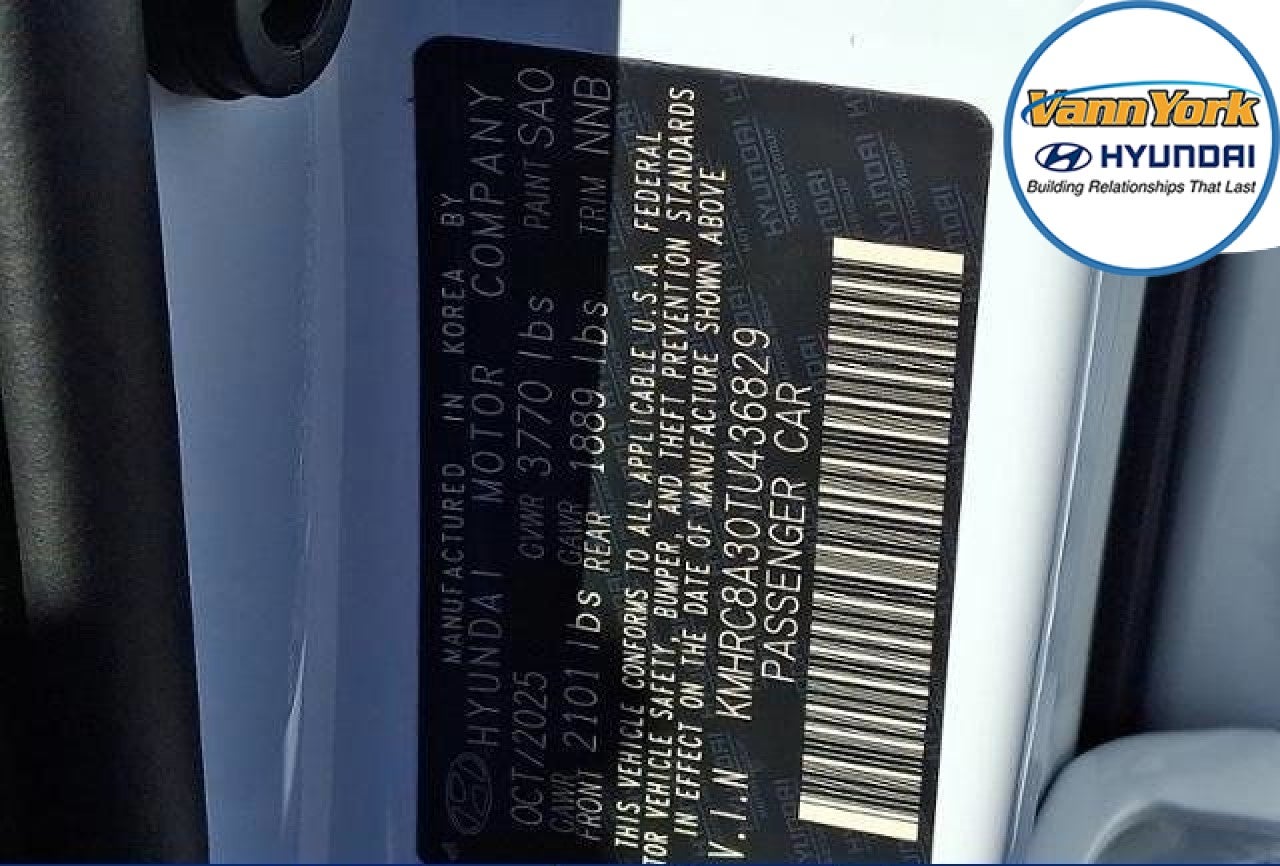 MANUFACTURED IN KOREA BY
HYUNDAI MOTOR COMPANY
OCT/2025 GVWR 3770 lbs PAINT SAO
GAWR GAWR
FRONT 2101 lbs REAR 1889 lbs TRIM NNB
THIS VEHICLE CONFORMS TO ALL APPLICABLE U.S.A. FEDERAL
TOR VEHICLE SAFETY, BUMPER, AND THEFT PREVENTION STANDARDS
IN EFFECT ON THE DATE OF MANUFACTURE SHOWN ABOVE
V.I.N KMHRC8A30TU436829
PASSENGER CAR
VannYork
HYUNDAI
Building Relationships That Last